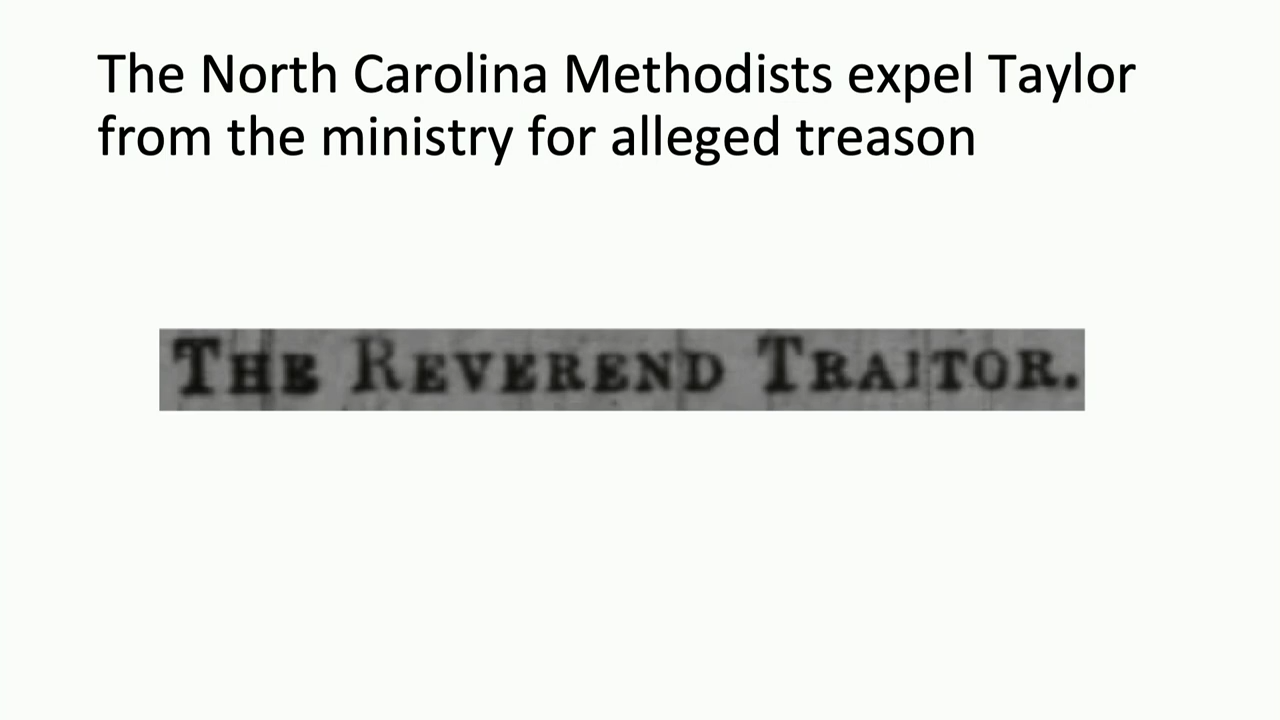 The North Carolina Methodists expel Taylor
from the ministry for alleged treason
THE REVEREND TRAITOR.